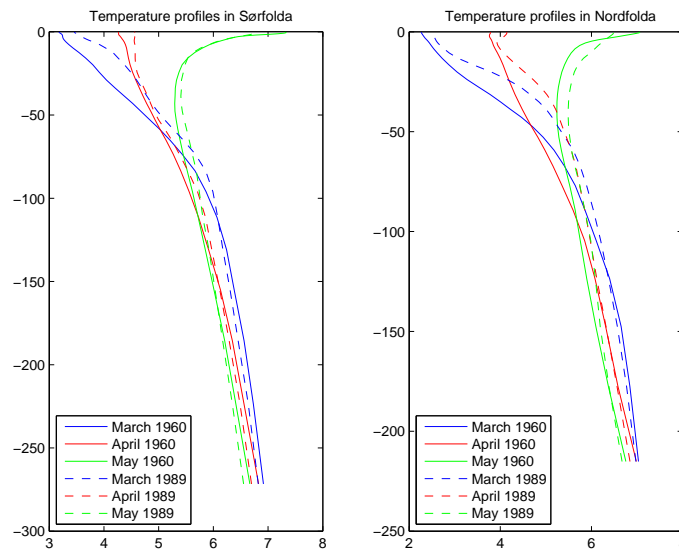 Temperature profiles in Sørfolda
0
−50
−100
−150
−200
−250
−300
3 4 5 6 7 8
March 1960
April 1960
May 1960
March 1989
April 1989
May 1989
Temperature profiles in Nordfolda
0
−50
−100
−150
−200
−250
2 4 6
March 1960
April 1960
May 1960
March 1989
April 1989
May 1989